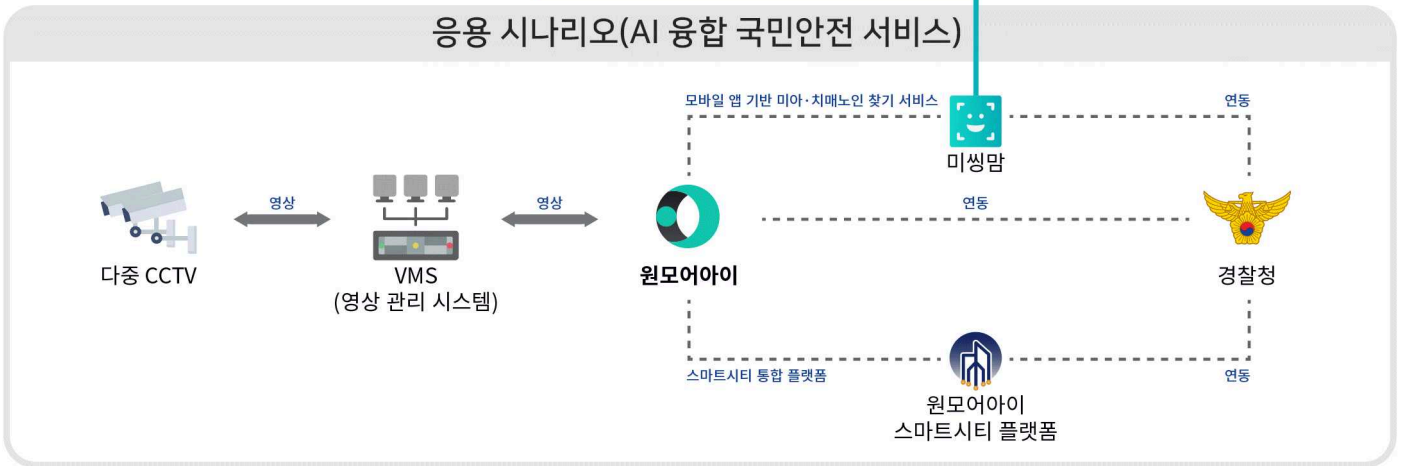 응용 시나리오(AI 융합 국민안전 서비스)
모바일 앱 기반 미아·치매노인 찾기 서비스
연동
미씽맘
영상
영상
연동
다중 CCTV
VMS
(영상 관리 시스템)
원모어아이
경찰청
스마트시티 통합 플랫폼
연동
원모어아이
스마트시티 플랫폼